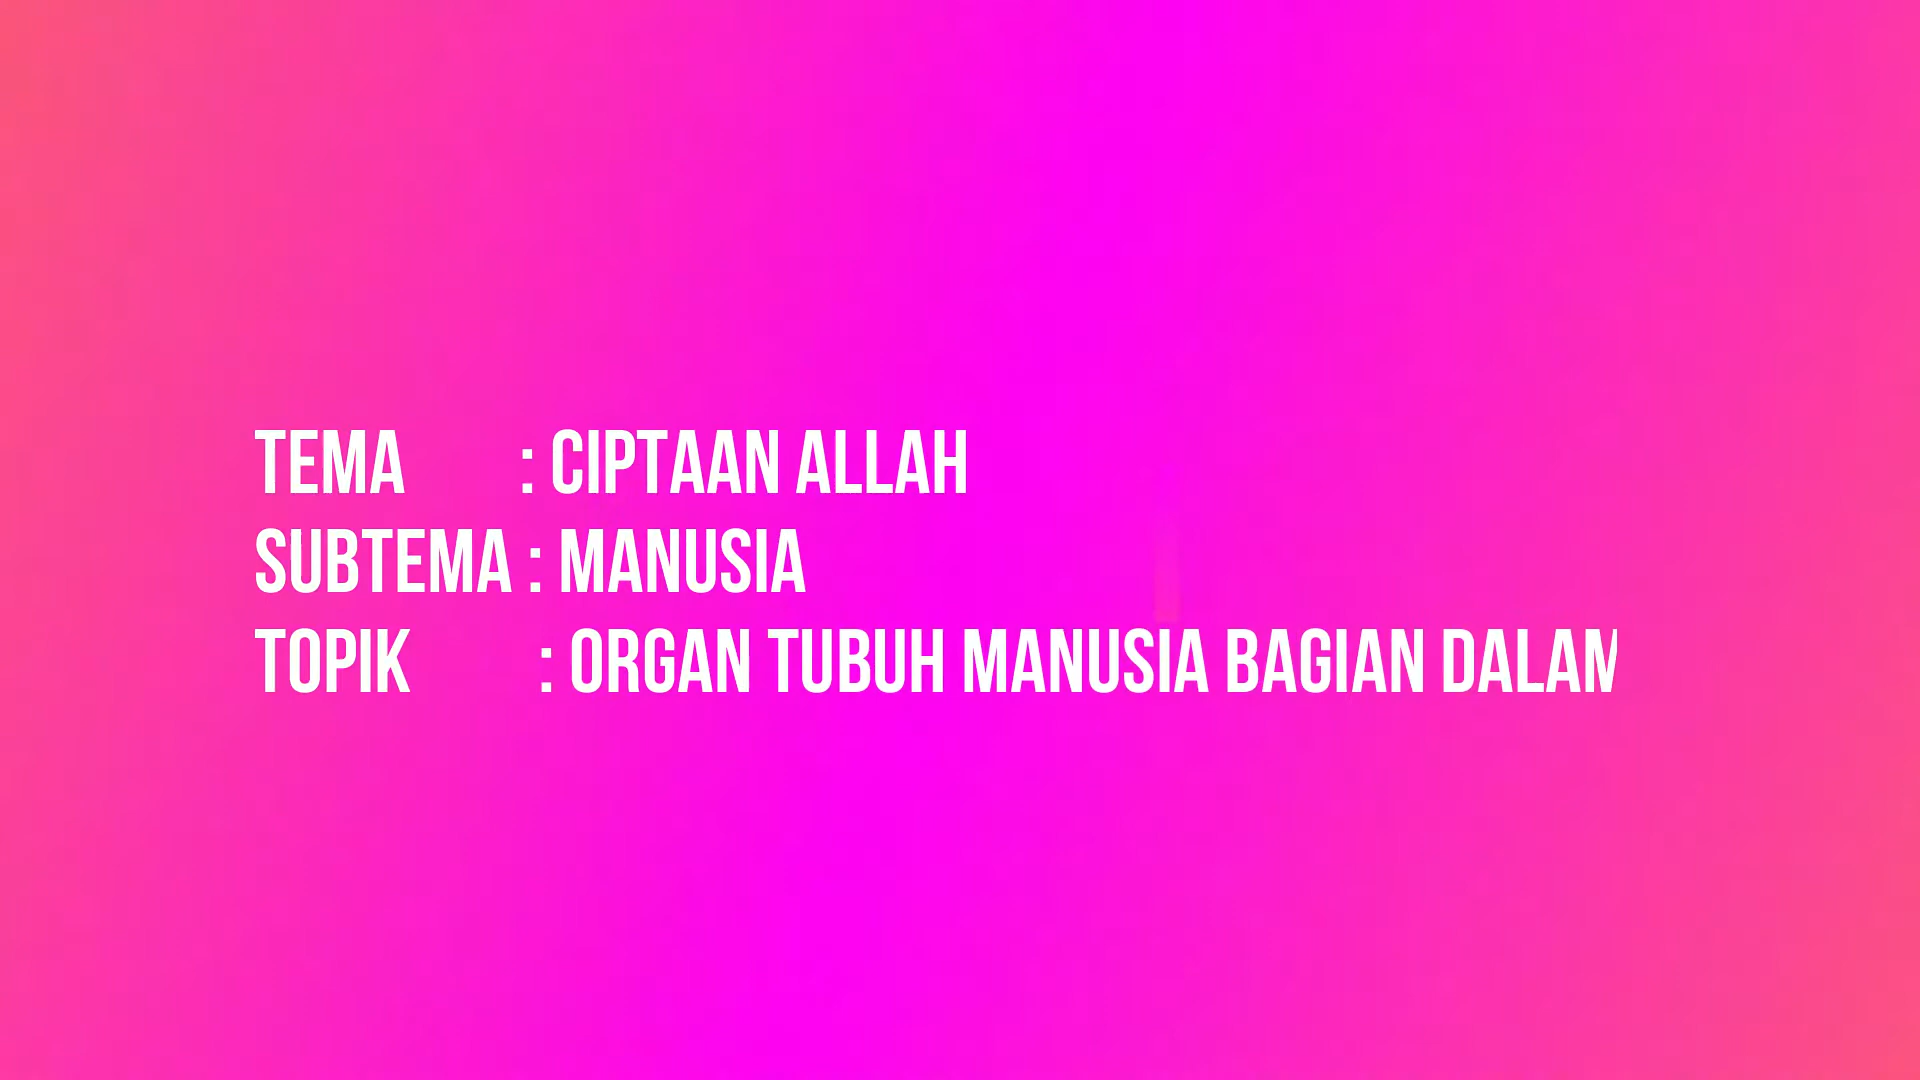 TEMA : CIPTAAN ALLAH
SUBTEMA : MANUSIA
TOPIK : ORGAN TUBUH MANUSIA BAGIAN DALAM